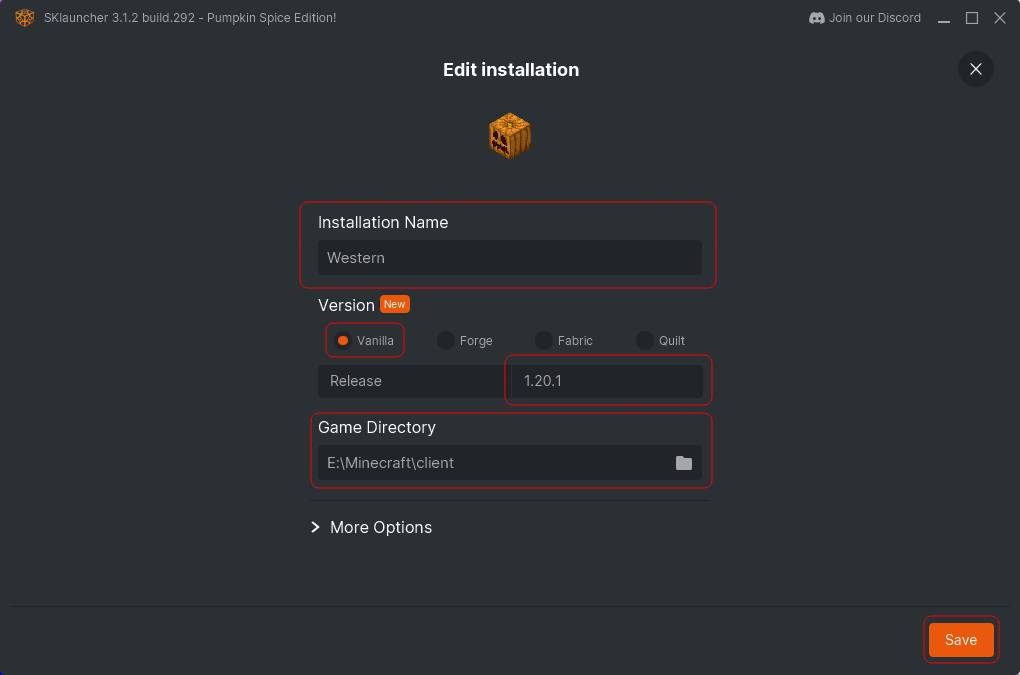 SKlauncher 3.1.2 build.292 - Pumpkin Spice Edition!
Join our Discord
Edit installation
Installation Name
Western
Version New
Vanilla Forge Fabric Quilt
Release 1.20.1
Game Directory
E:\Minecraft\client
More Options
Save